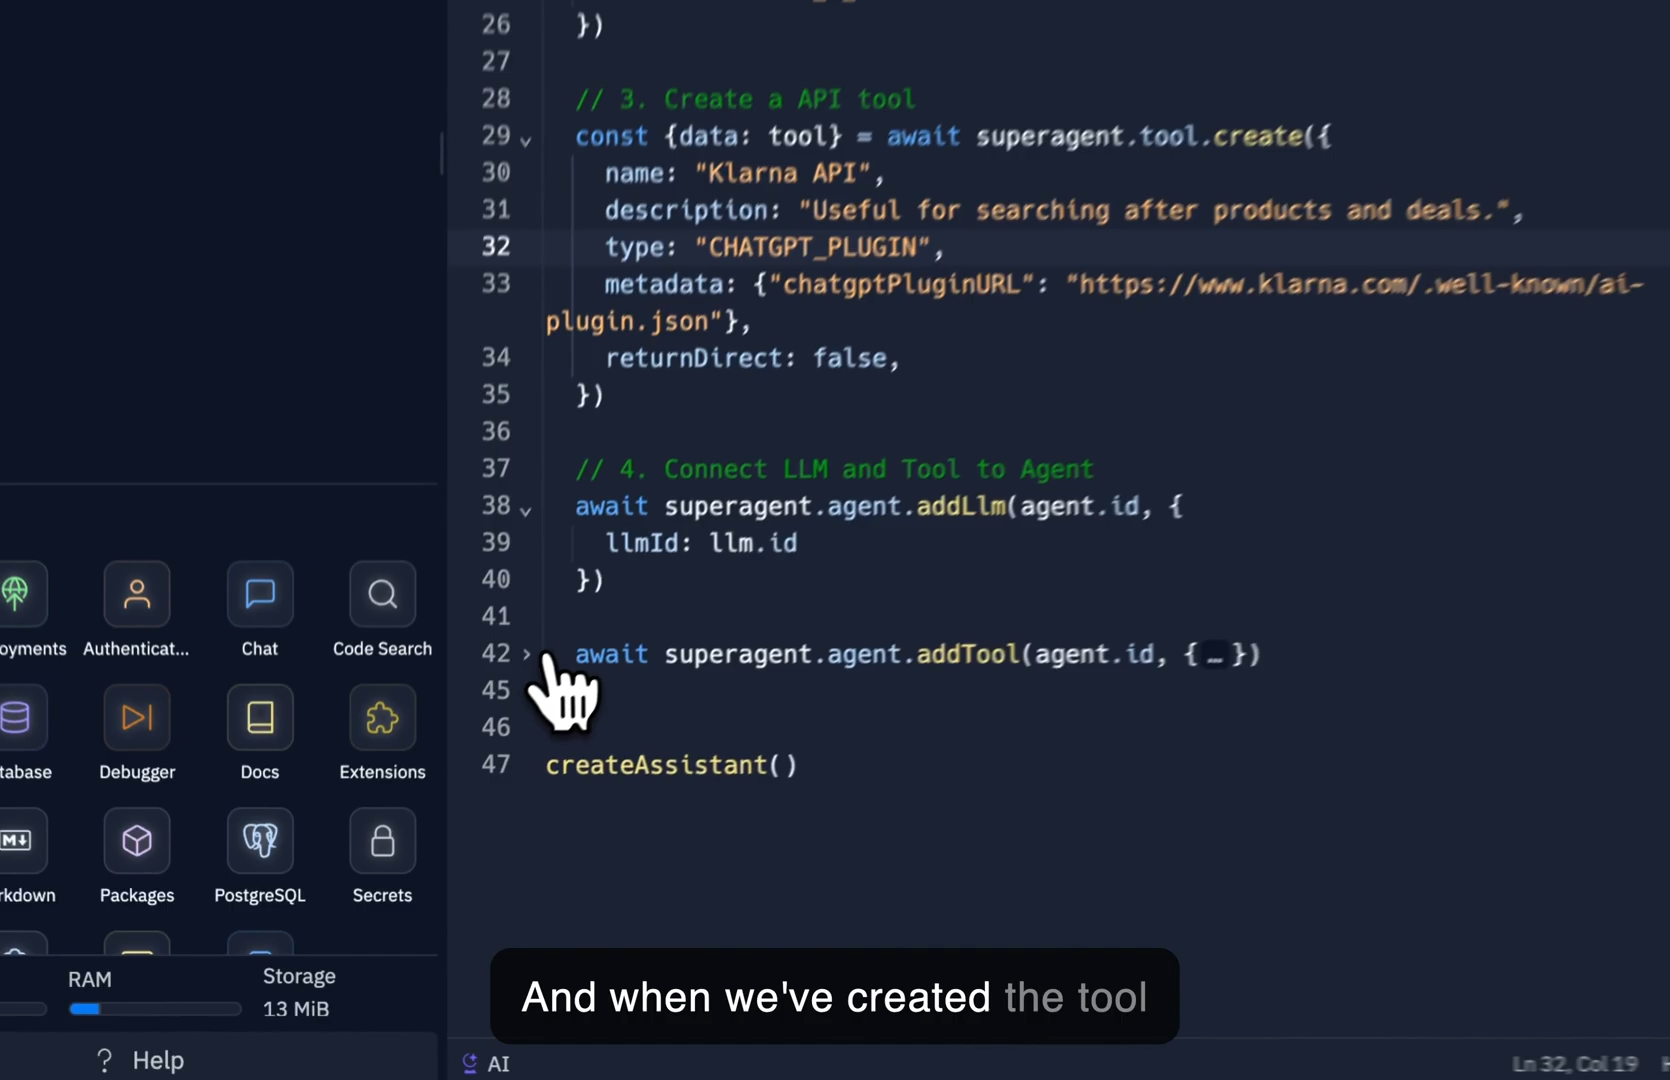 26 })
27
28 // 3. Create a API tool
29 const {data: tool} = await superagent.tool.create({
30 name: "Klarna API",
31 description: "Useful for searching after products and deals.",
32 type: "CHATGPT_PLUGIN",
33 metadata: {"chatgptPluginURL": "https://www.klarna.com/.well-known/ai-
plugin.json"},
34 returnDirect: false,
35 })
36
37 // 4. Connect LLM and Tool to Agent
38 await superagent.agent.addLlm(agent.id, {
39 llmId: llm.id
40 })
41
42 await superagent.agent.addTool(agent.id, {…})
45
46
47 createAssistant()
oyments Authenticat... Chat Code Search
tabase Debugger Docs Extensions
M↓
rkdown Packages PostgreSQL Secrets
RAM Storage
13 MiB
? Help
And when we've created the tool
AI
Ln 32, Col 19